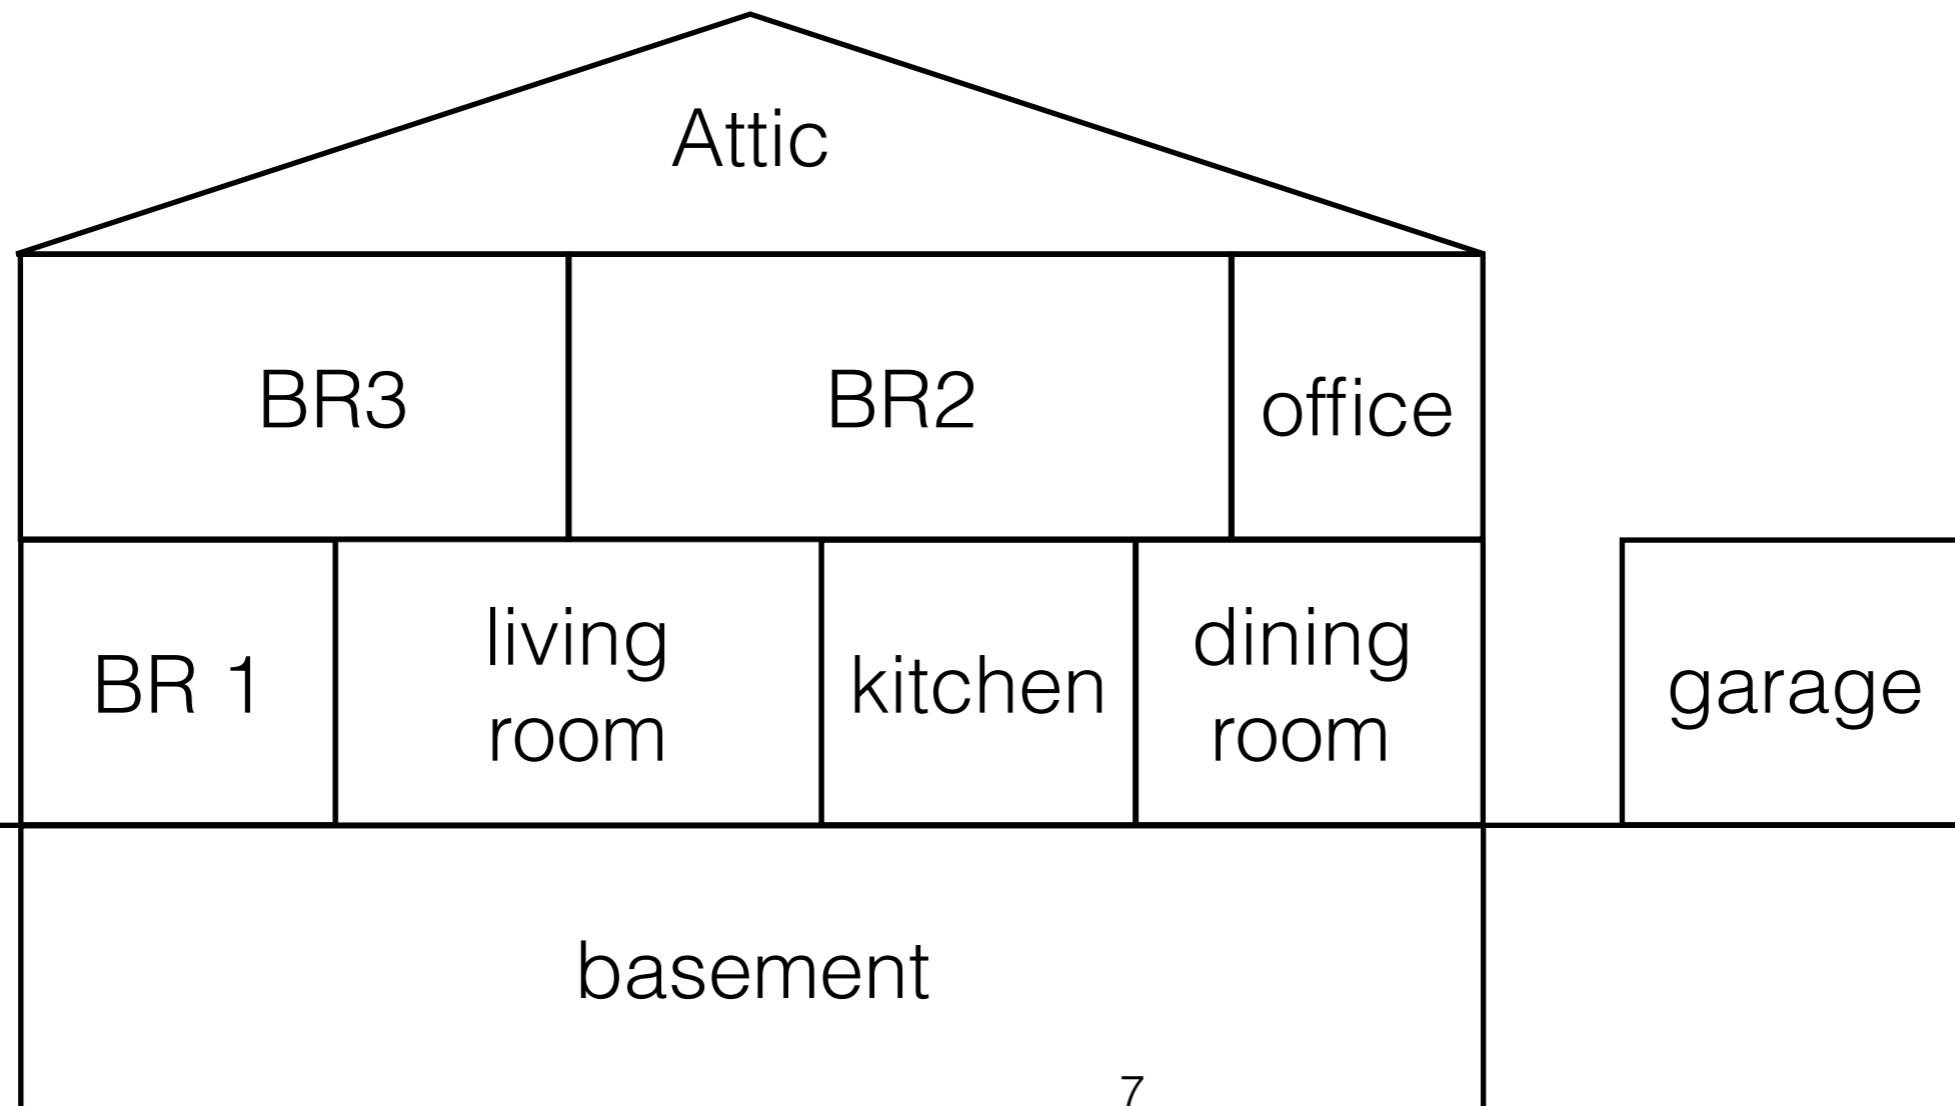 Attic
BR3
BR2
office
BR 1
living
room
kitchen
dining
room
garage
basement
7